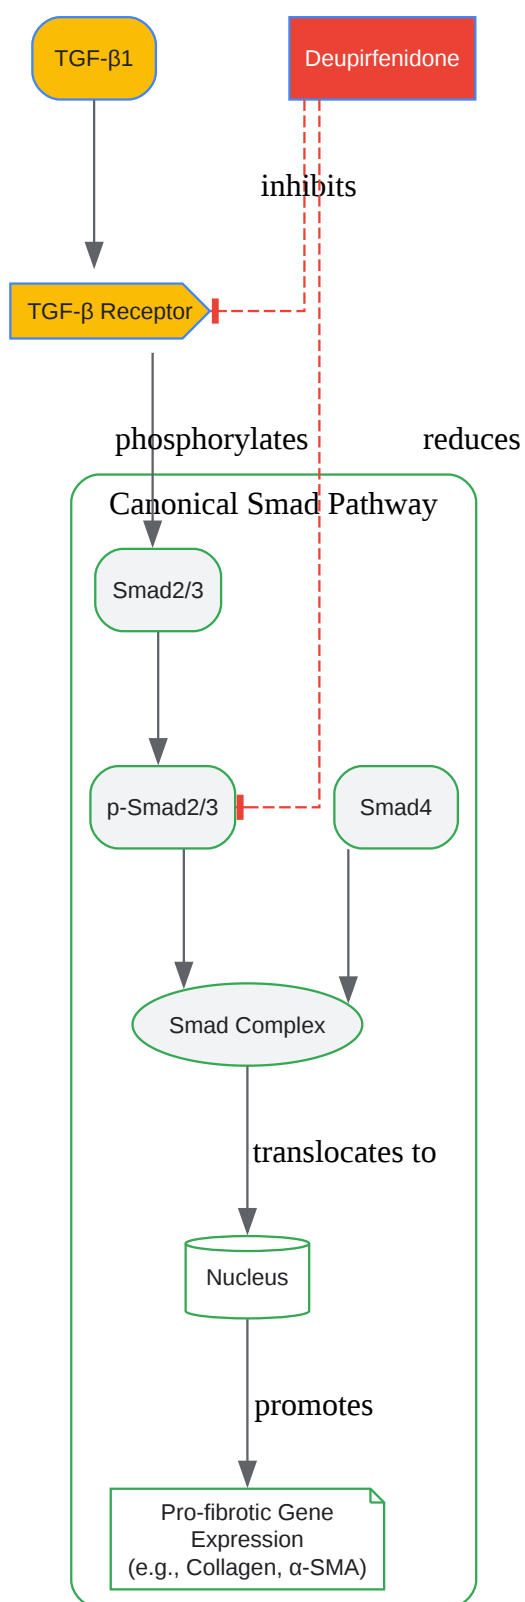 TGF-β1
Deupirfenidone
inhibits
TGF-β Receptor
phosphorylates
reduces
Canonical Smad Pathway
Smad2/3
p-Smad2/3
Smad4
Smad Complex
translocates to
Nucleus
promotes
Pro-fibrotic Gene
Expression
(e.g., Collagen, α-SMA)